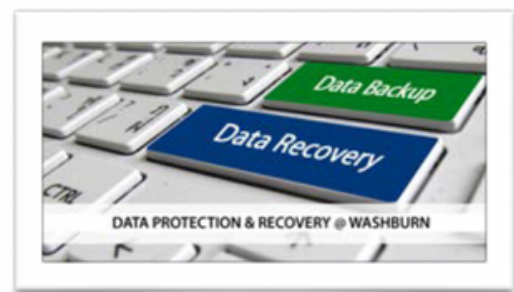 Data Backup
Data Recovery
CTRL
DATA PROTECTION & RECOVERY @ WASHBURN